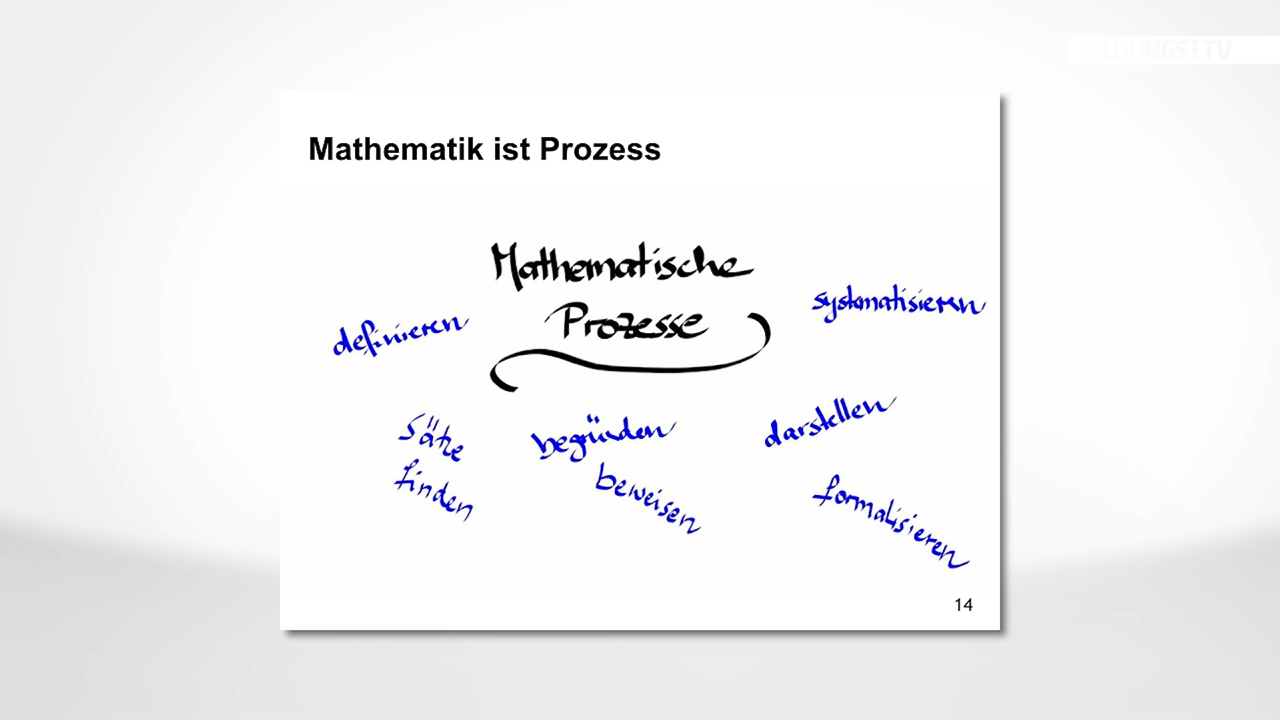 BILDUNGS TV
Mathematik ist Prozess
Mathematische
Prozesse
definieren
systematisieren
Sätze
finden
begründen
beweisen
darstellen
formalisieren
14